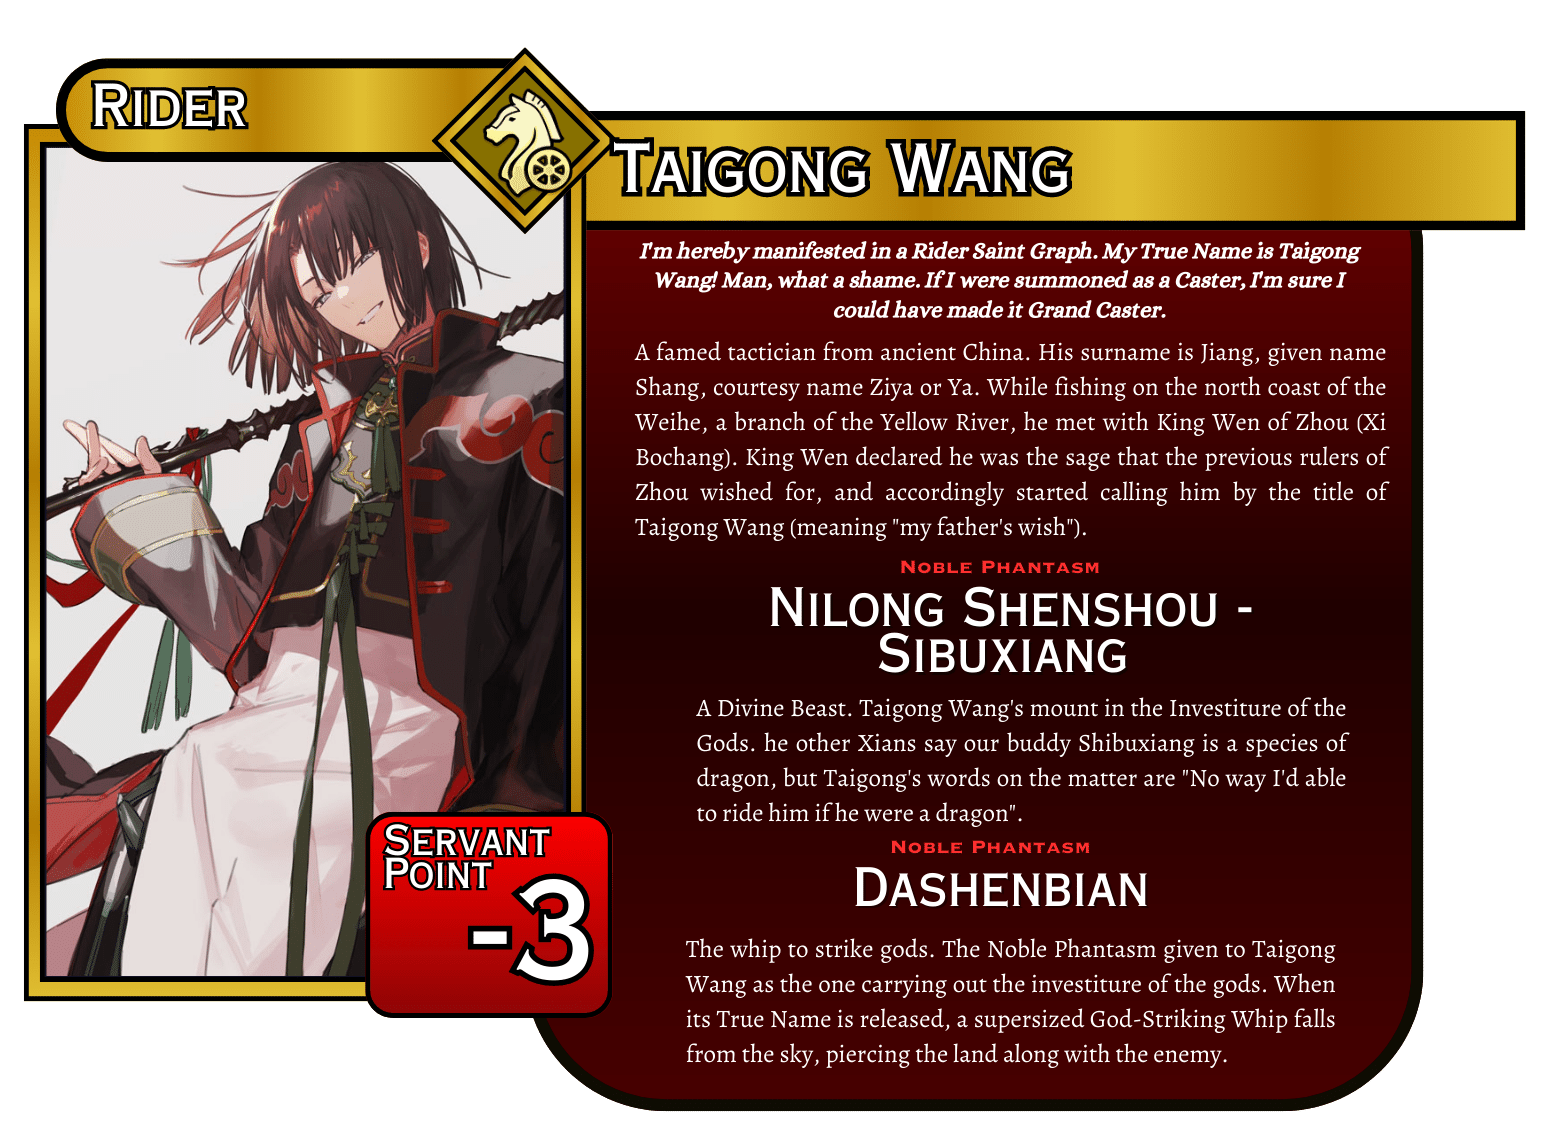 RIDER
TAIGONG WANG
I'm hereby manifested in a Rider Saint Graph. My True Name is Taigong
Wang! Man, what a shame. If I were summoned as a Caster, I'm sure I
could have made it Grand Caster.
A famed tactician from ancient China. His surname is Jiang, given name
Shang, courtesy name Ziya or Ya. While fishing on the north coast of the
Weihe, a branch of the Yellow River, he met with King Wen of Zhou (Xi
Bochang). King Wen declared he was the sage that the previous rulers of
Zhou wished for, and accordingly started calling him by the title of
Taigong Wang (meaning "my father's wish").
NOBLE PHANTASM
NILONG SHENSHOU -
SIBUXIANG
A Divine Beast. Taigong Wang's mount in the Investiture of the
Gods. he other Xians say our buddy Shibuxiang is a species of
dragon, but Taigong's words on the matter are "No way I'd able
to ride him if he were a dragon".
NOBLE PHANTASM
DASHENBIAN
The whip to strike gods. The Noble Phantasm given to Taigong
Wang as the one carrying out the investiture of the gods. When
its True Name is released, a supersized God-Striking Whip falls
from the sky, piercing the land along with the enemy.
SERVANT
POINT
-3